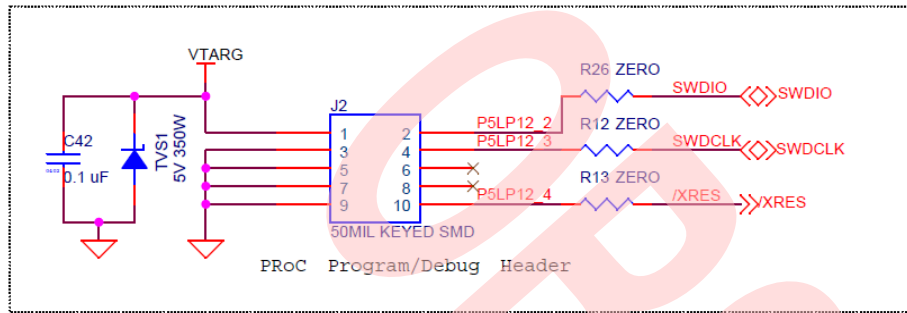 VTARG
R26 ZERO
SWDIO
SWDIO
J2
P5LP12_2
R12 ZERO
1
2
P5LP12_3
SWDCLK
SWDCLK
C42
3
4
0.1 uF
TVS1
5V 350W
5
6
R13 ZERO
7
8
P5LP12_4
/XRES
/XRES
9
10
50MIL KEYED SMD
PRoC Program/Debug Header